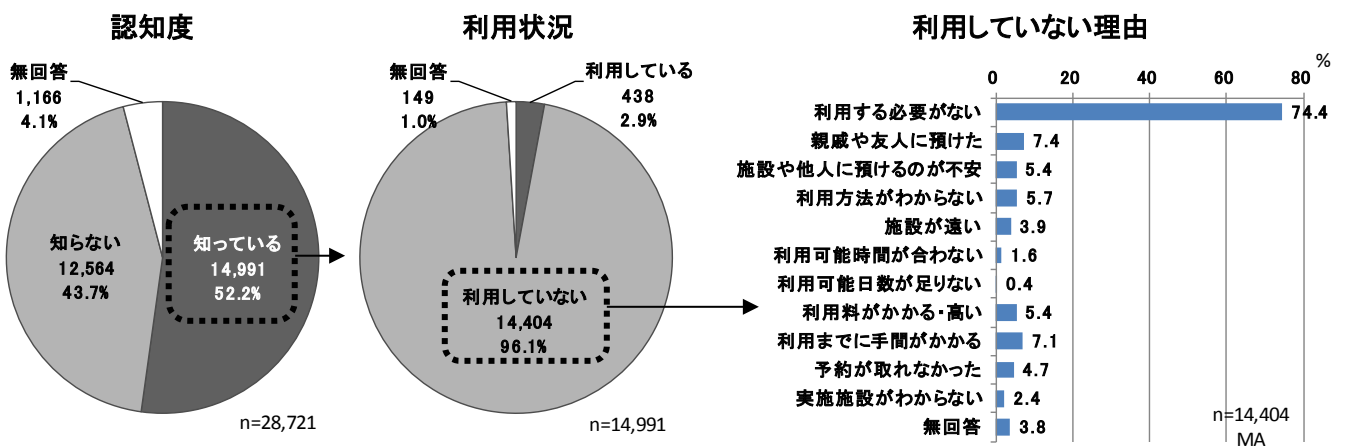 認知度
無回答
1,166
4.1%
知らない
12,564
43.7%
知っている
14,991
52.2%
n=28,721
利用状況
無回答
149
1.0%
利用している
438
2.9%
利用していない
14,404
96.1%
n=14,991
利用していない理由
%
0 20 40 60 80
利用する必要がない 74.4
親戚や友人に預けた 7.4
施設や他人に預けるのが不安 5.4
利用方法がわからない 5.7
施設が遠い 3.9
利用可能時間が合わない 1.6
利用可能日数が足りない 0.4
利用料がかかる・高い 5.4
利用までに手間がかかる 7.1
予約が取れなかった 4.7
実施施設がわからない 2.4
無回答 3.8
n=14,404
MA